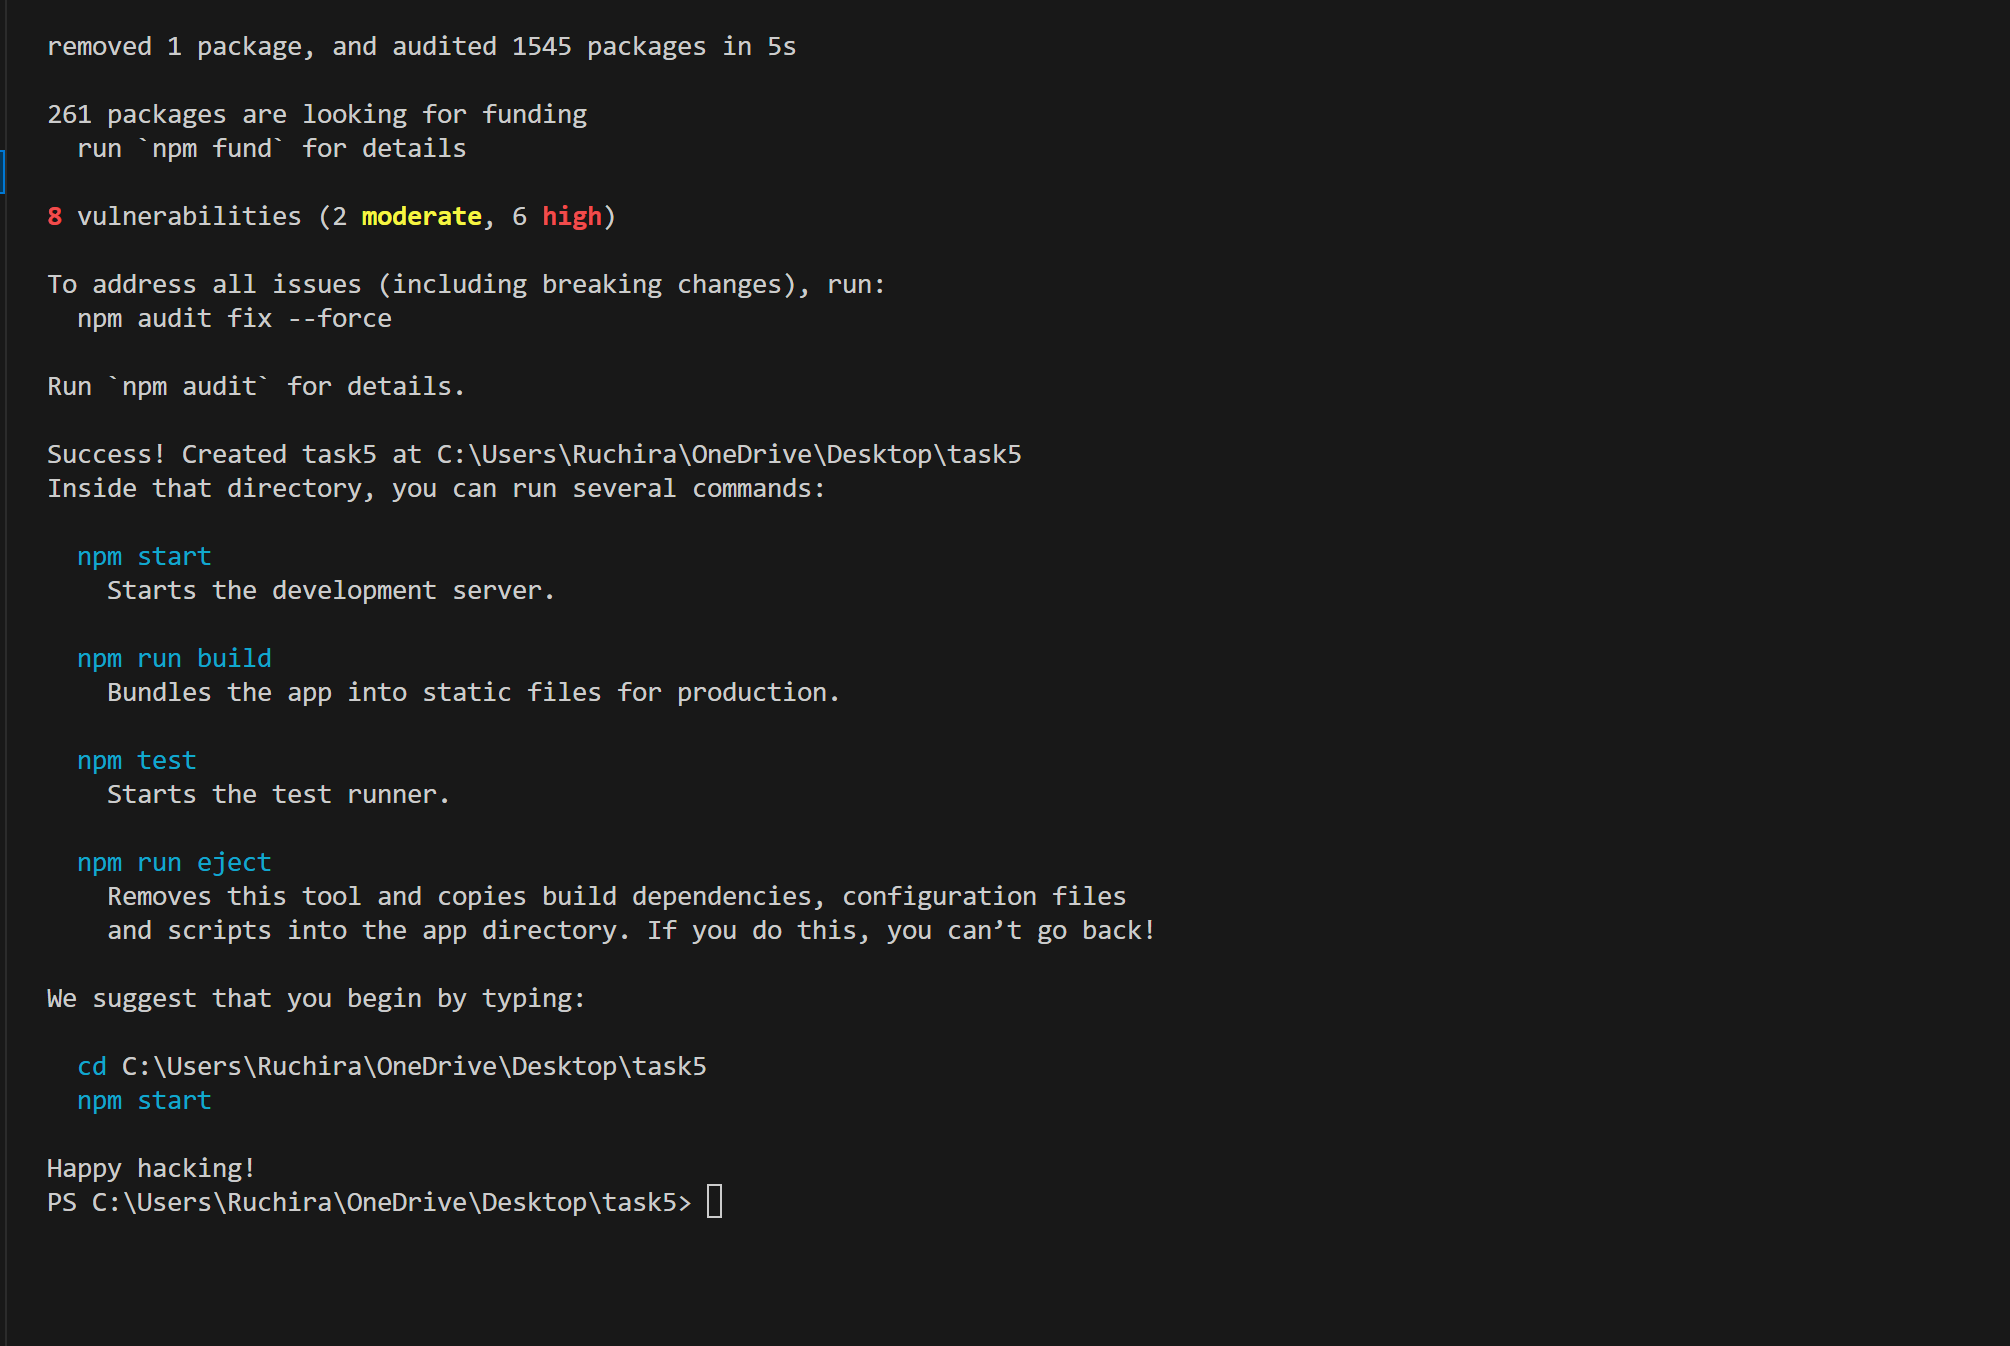 removed 1 package, and audited 1545 packages in 5s
261 packages are looking for funding
run `npm fund` for details
8 vulnerabilities (2 moderate, 6 high)
To address all issues (including breaking changes), run:
npm audit fix --force
Run `npm audit` for details.
Success! Created task5 at C:\Users\Ruchira\OneDrive\Desktop\task5
Inside that directory, you can run several commands:
npm start
Starts the development server.
npm run build
Bundles the app into static files for production.
npm test
Starts the test runner.
npm run eject
Removes this tool and copies build dependencies, configuration files
and scripts into the app directory. If you do this, you can’t go back!
We suggest that you begin by typing:
cd C:\Users\Ruchira\OneDrive\Desktop\task5
npm start
Happy hacking!
PS C:\Users\Ruchira\OneDrive\Desktop\task5>